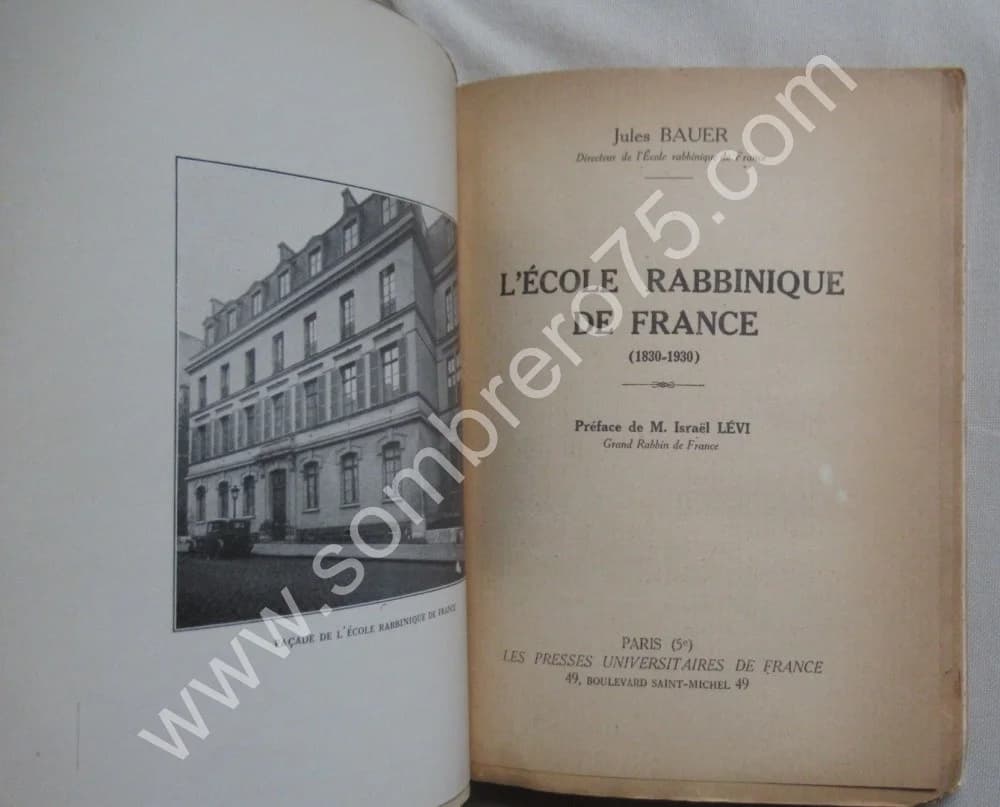 FAÇADE DE L'ÉCOLE RABBINIQUE DE FRANCE
Jules BAUER
Directeur de l'École rabbinique de France
L'ÉCOLE RABBINIQUE
DE FRANCE
(1830-1930)
Préface de M. Israël LÉVI
Grand Rabbin de France
PARIS (5e)
LES PRESSES UNIVERSITAIRES DE FRANCE
49, BOULEVARD SAINT-MICHEL 49
www.sombrero75.com